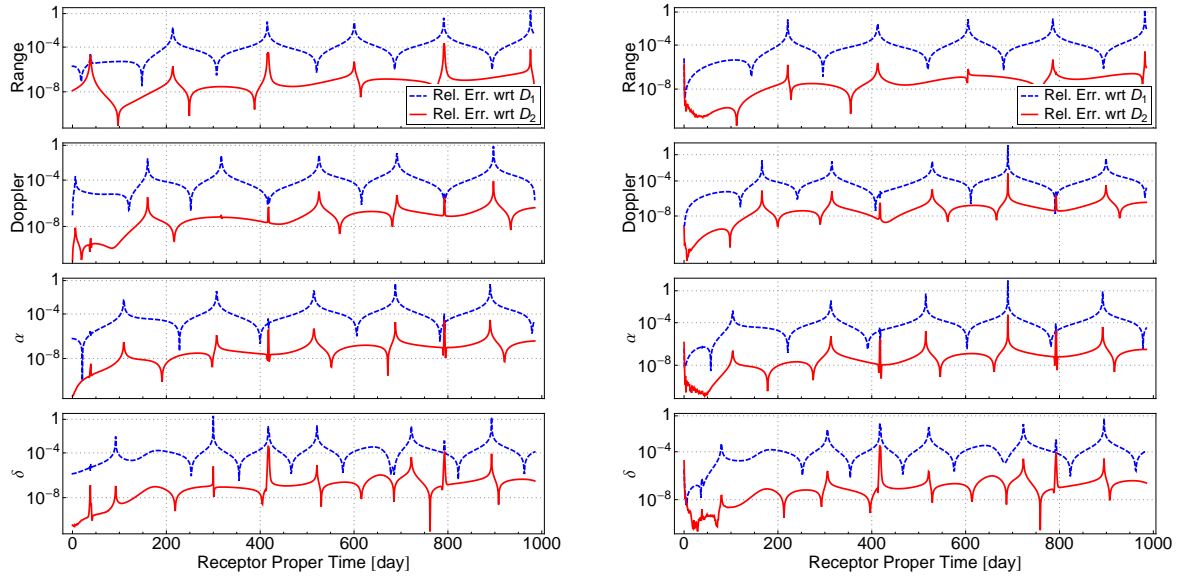 1
10⁻⁴
10⁻⁸
Range
Rel. Err. wrt D₁
Rel. Err. wrt D₂
1
10⁻⁴
10⁻⁸
Doppler
1
10⁻⁴
10⁻⁸
α
1
10⁻⁴
10⁻⁸
δ
0 200 400 600 800 1000
Receptor Proper Time [day]
1
10⁻⁴
10⁻⁸
Range
Rel. Err. wrt D₁
Rel. Err. wrt D₂
1
10⁻⁴
10⁻⁸
Doppler
1
10⁻⁴
10⁻⁸
α
1
10⁻⁴
10⁻⁸
δ
0 200 400 600 800 1000
Receptor Proper Time [day]